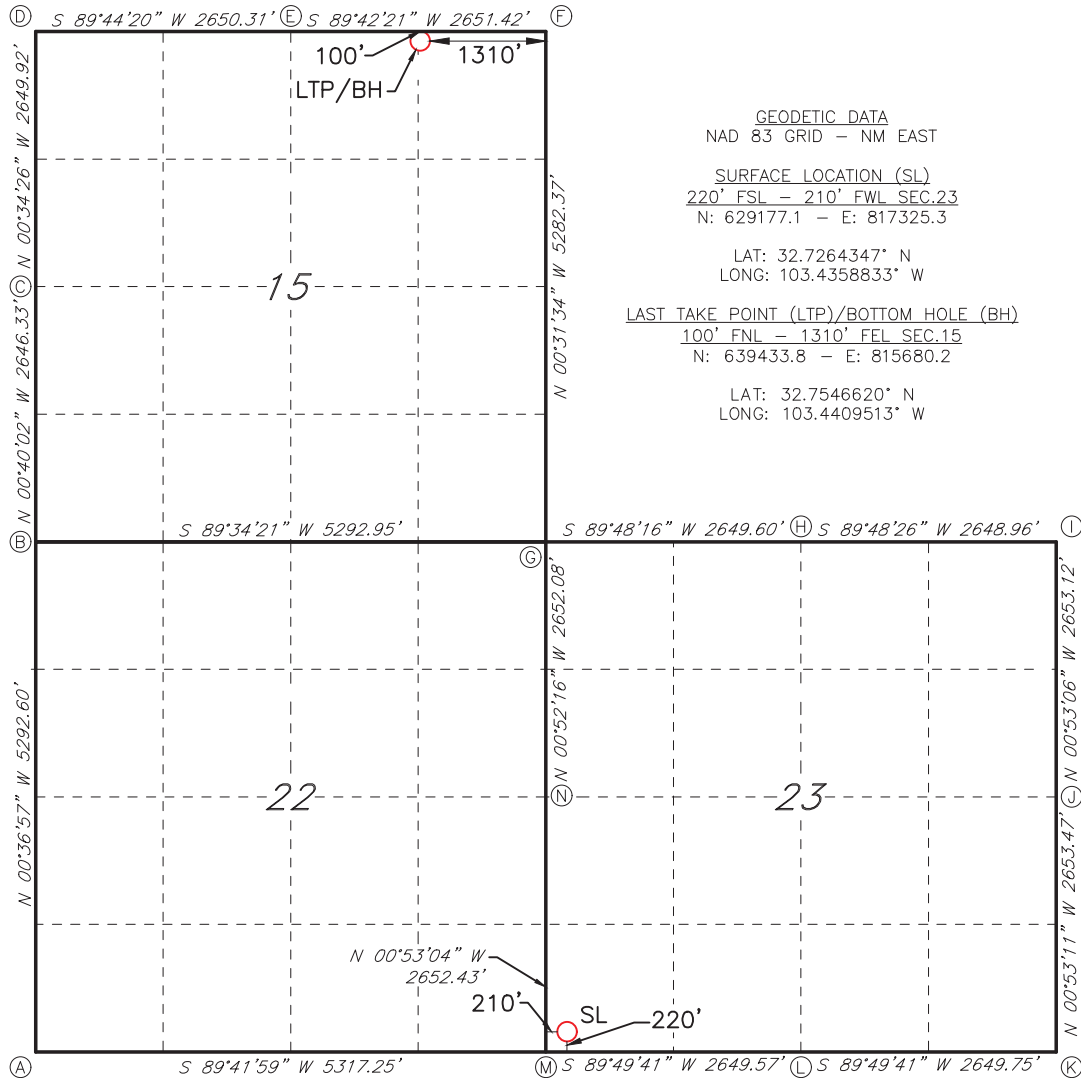 D S 89°44'20" W 2650.31' E S 89°42'21" W 2651.42' F
100'
1310'
LTP/BH
N 00°34'26" W 2649.92'
GEODETIC DATA
NAD 83 GRID – NM EAST
SURFACE LOCATION (SL)
220' FSL – 210' FWL SEC.23
N: 629177.1 – E: 817325.3
LAT: 32.7264347° N
LONG: 103.4358833° W
LAST TAKE POINT (LTP)/BOTTOM HOLE (BH)
100' FNL – 1310' FEL SEC.15
N: 639433.8 – E: 815680.2
LAT: 32.7546620° N
LONG: 103.4409513° W
N 00°31'34" W 5282.37'
C
15
N 00°40'02" W 2646.33'
B S 89°34'21" W 5292.95'
G
S 89°48'16" W 2649.60' H S 89°48'26" W 2648.96' I
N 00°52'16" W 2652.08'
N 00°53'06" W 2653.12'
N 00°36'57" W 5292.60'
22
N
23
J
N 00°53'04" W
2652.43'
N 00°53'11" W 2653.47'
210'
SL
220'
A S 89°41'59" W 5317.25' M S 89°49'41" W 2649.57' L S 89°49'41" W 2649.75' K